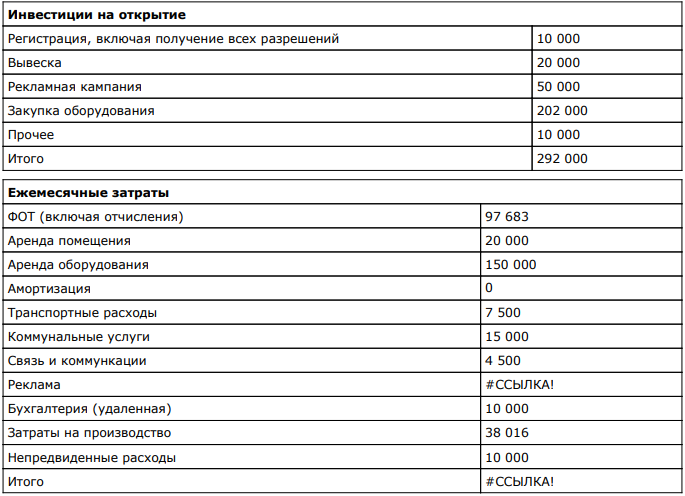 Инвестиции на открытие
Регистрация, включая получение всех разрешений 10 000
Вывеска 20 000
Рекламная кампания 50 000
Закупка оборудования 202 000
Прочее 10 000
Итого 292 000
Ежемесячные затраты
ФОТ (включая отчисления) 97 683
Аренда помещения 20 000
Аренда оборудования 150 000
Амортизация 0
Транспортные расходы 7 500
Коммунальные услуги 15 000
Связь и коммункации 4 500
Реклама #ССЫЛКА!
Бухгалтерия (удаленная) 10 000
Затраты на производство 38 016
Непредвиденные расходы 10 000
Итого #ССЫЛКА!